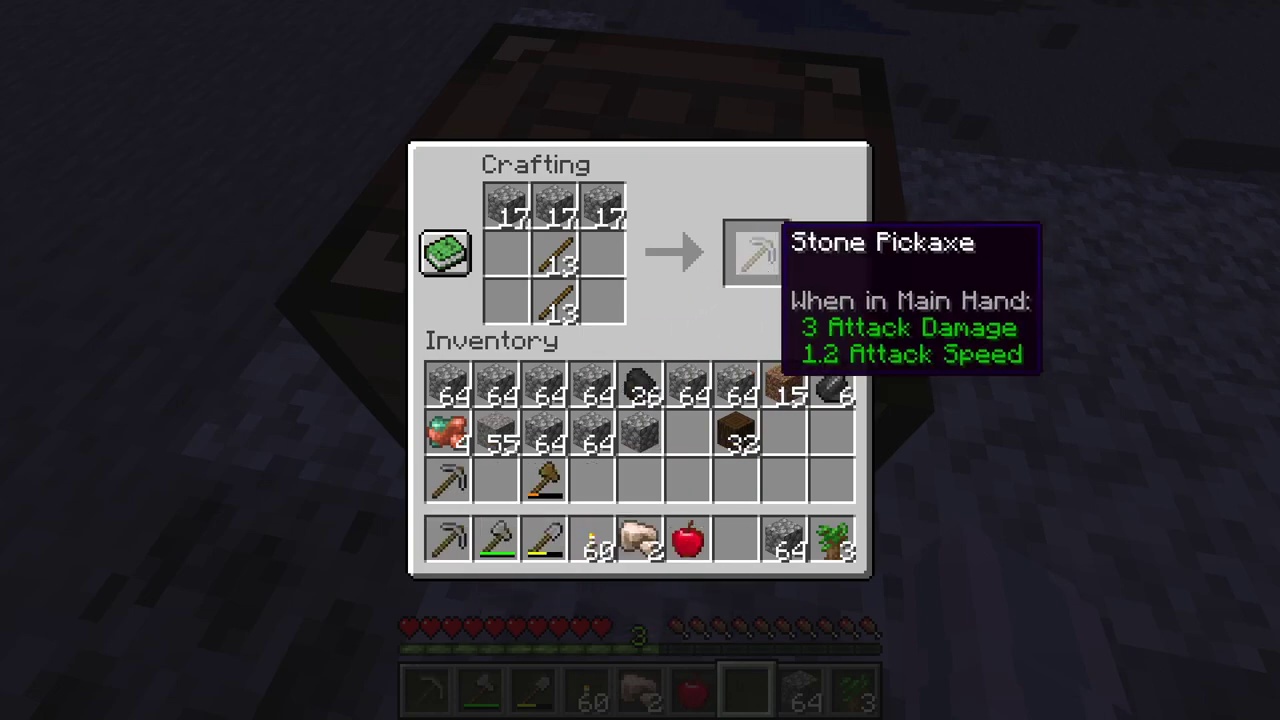 Crafting
17 17 17
13
13
Stone Pickaxe
When in Main Hand:
3 Attack Damage
1.2 Attack Speed
Inventory
64 64 64 64 26 64 64 15 6
4 55 64 64 32
60 2 64 3
3
60 2 64 3